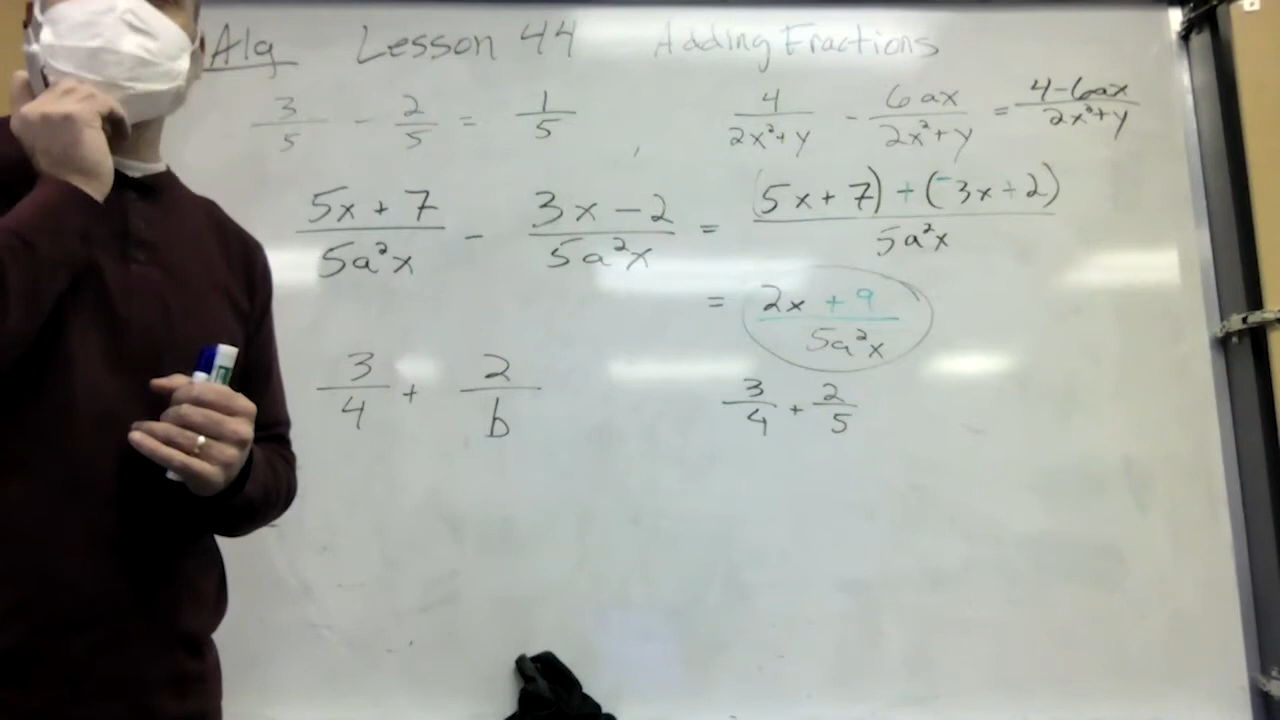 Alg Lesson 44 Adding Fractions
3/5 - 2/5 = 1/5 , 4/(2x²+y) - 6ax/(2x²+y) = (4-6ax)/(2x²+y)
(5x + 7)/(5a²x) - (3x - 2)/(5a²x) = ((5x + 7) + (-3x + 2))/(5a²x)
= (2x + 9)/(5a²x)
3/4 + 2/b 3/4 + 2/5